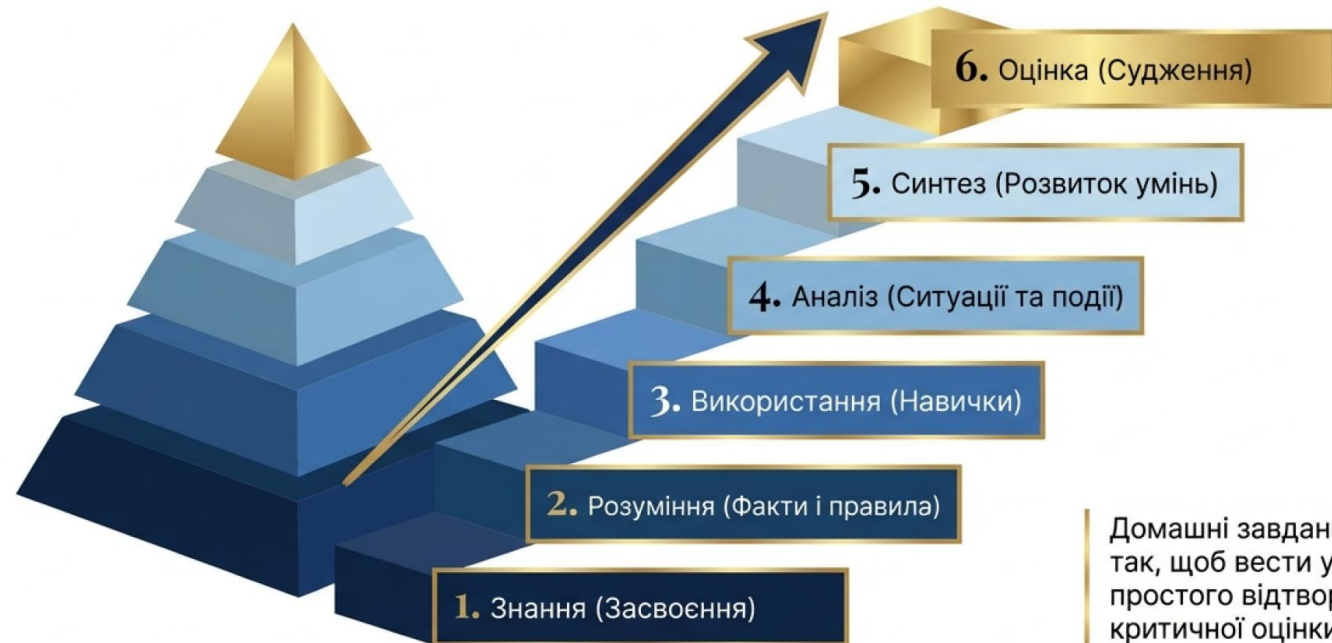 6. Оцінка (Судження)
5. Синтез (Розвиток умінь)
4. Аналіз (Ситуації та події)
3. Використання (Навички)
2. Розуміння (Факти і правила)
1. Знання (Засвоєння)
Домашні
так, щоб вести
простого
критичної оцінки